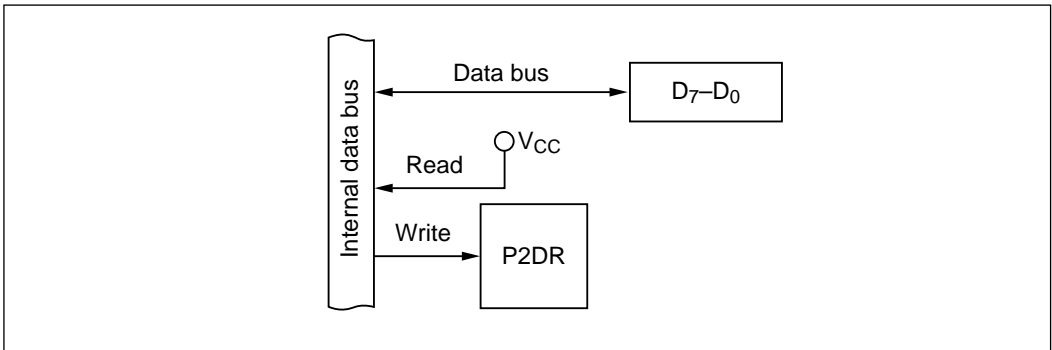 Internal data bus
Data bus
D7–D0
VCC
Read
Write
P2DR